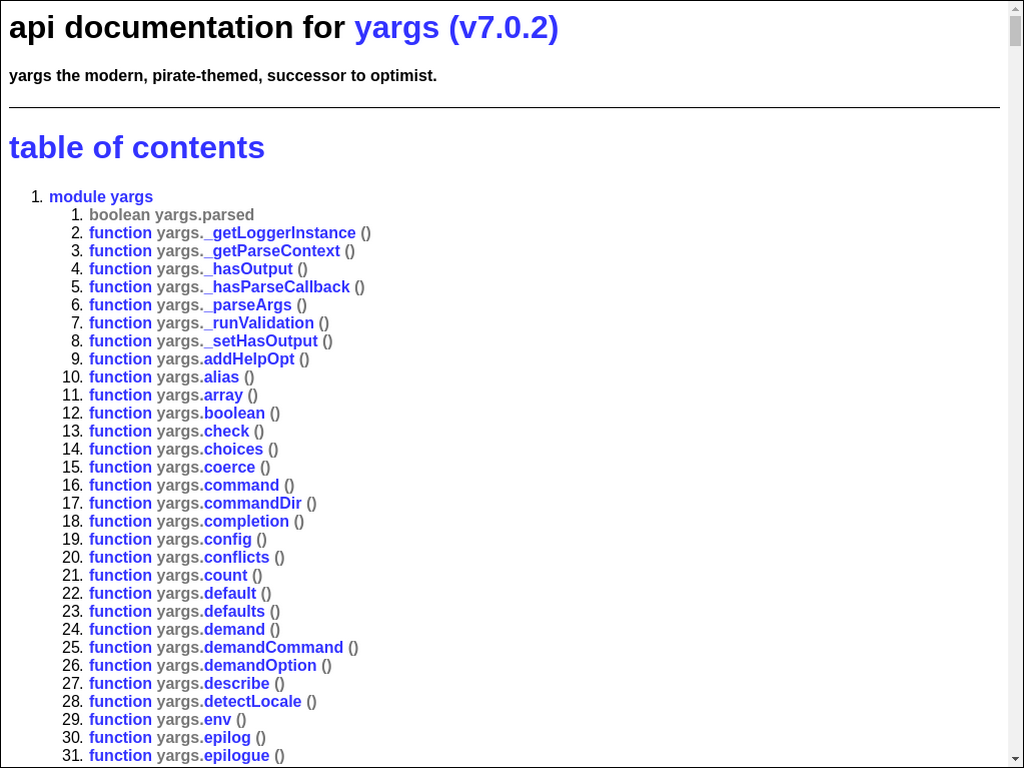 api documentation for yargs (v7.0.2)
yargs the modern, pirate-themed, successor to optimist.
table of contents
1. module yargs
1. boolean yargs.parsed
2. function yargs._getLoggerInstance ()
3. function yargs._getParseContext ()
4. function yargs._hasOutput ()
5. function yargs._hasParseCallback ()
6. function yargs._parseArgs ()
7. function yargs._runValidation ()
8. function yargs._setHasOutput ()
9. function yargs.addHelpOpt ()
10. function yargs.alias ()
11. function yargs.array ()
12. function yargs.boolean ()
13. function yargs.check ()
14. function yargs.choices ()
15. function yargs.coerce ()
16. function yargs.command ()
17. function yargs.commandDir ()
18. function yargs.completion ()
19. function yargs.config ()
20. function yargs.conflicts ()
21. function yargs.count ()
22. function yargs.default ()
23. function yargs.defaults ()
24. function yargs.demand ()
25. function yargs.demandCommand ()
26. function yargs.demandOption ()
27. function yargs.describe ()
28. function yargs.detectLocale ()
29. function yargs.env ()
30. function yargs.epilog ()
31. function yargs.epilogue ()